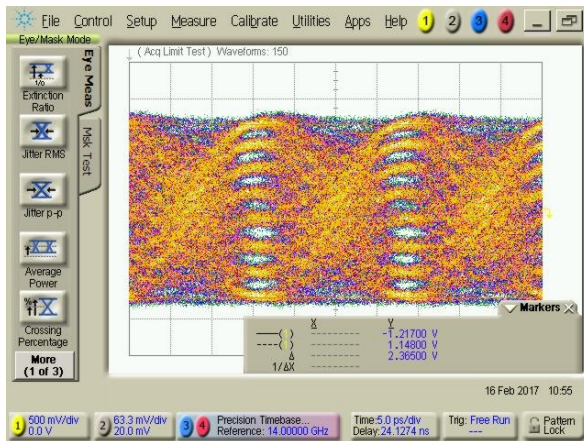 File Control Setup Measure Calibrate Utilities Apps Help 1 2 3 4
Eye/Mask Mode
( Acq Limit Test ) Waveforms: 150
Eye Meas
Msk Test
Extinction
Ratio
Jitter RMS
Jitter p-p
Average
Power
Crossing
Percentage
More
(1 of 3)
Markers
X Y
---------- -1.21700 V
---------- 1.14800 V
Δ ---------- 2.36500 V
1/ΔX ----------
16 Feb 2017 10:55
1 500 mV/div
0.0 V
2 63.3 mV/div
20.0 mV
3 4
Precision Timebase...
Reference: 14.00000 GHz
Time:5.0 ps/div
Delay:24.1274 ns
Trig: Free Run
---
Pattern
Lock